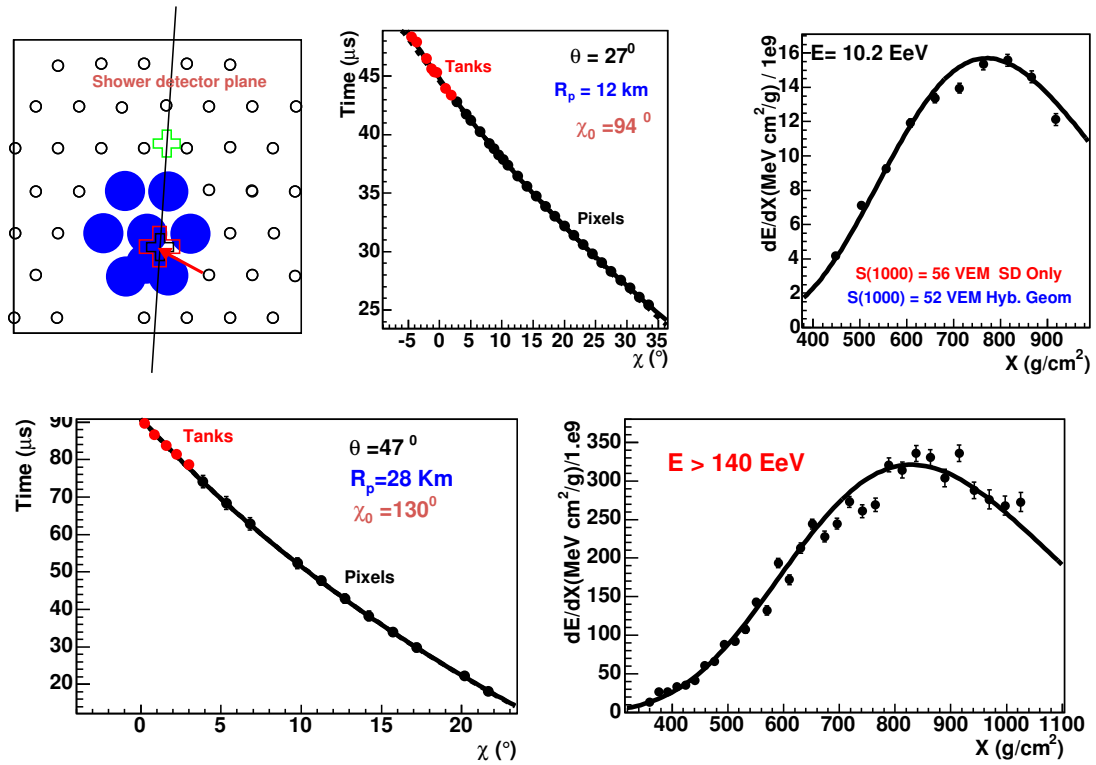 Shower detector plane
Time (μs)
45
40
35
30
25
Tanks
θ = 27⁰
Rₚ = 12 km
χ₀ =94 ⁰
Pixels
-5 0 5 10 15 20 25 30 35
χ (°)
dE/dX(MeV cm²/g) / 1e9
16
14
12
10
8
6
4
2
0
E= 10.2 EeV
S(1000) = 56 VEM SD Only
S(1000) = 52 VEM Hyb. Geom
400 500 600 700 800 900
X (g/cm²)
Time (μs)
90
80
70
60
50
40
30
20
Tanks
θ =47 ⁰
Rₚ=28 Km
χ₀ =130⁰
Pixels
0 5 10 15 20
χ (°)
dE/dX(MeV cm²/g)/1.e9
350
300
250
200
150
100
50
0
E > 140 EeV
400 500 600 700 800 900 1000 1100
X (g/cm²)